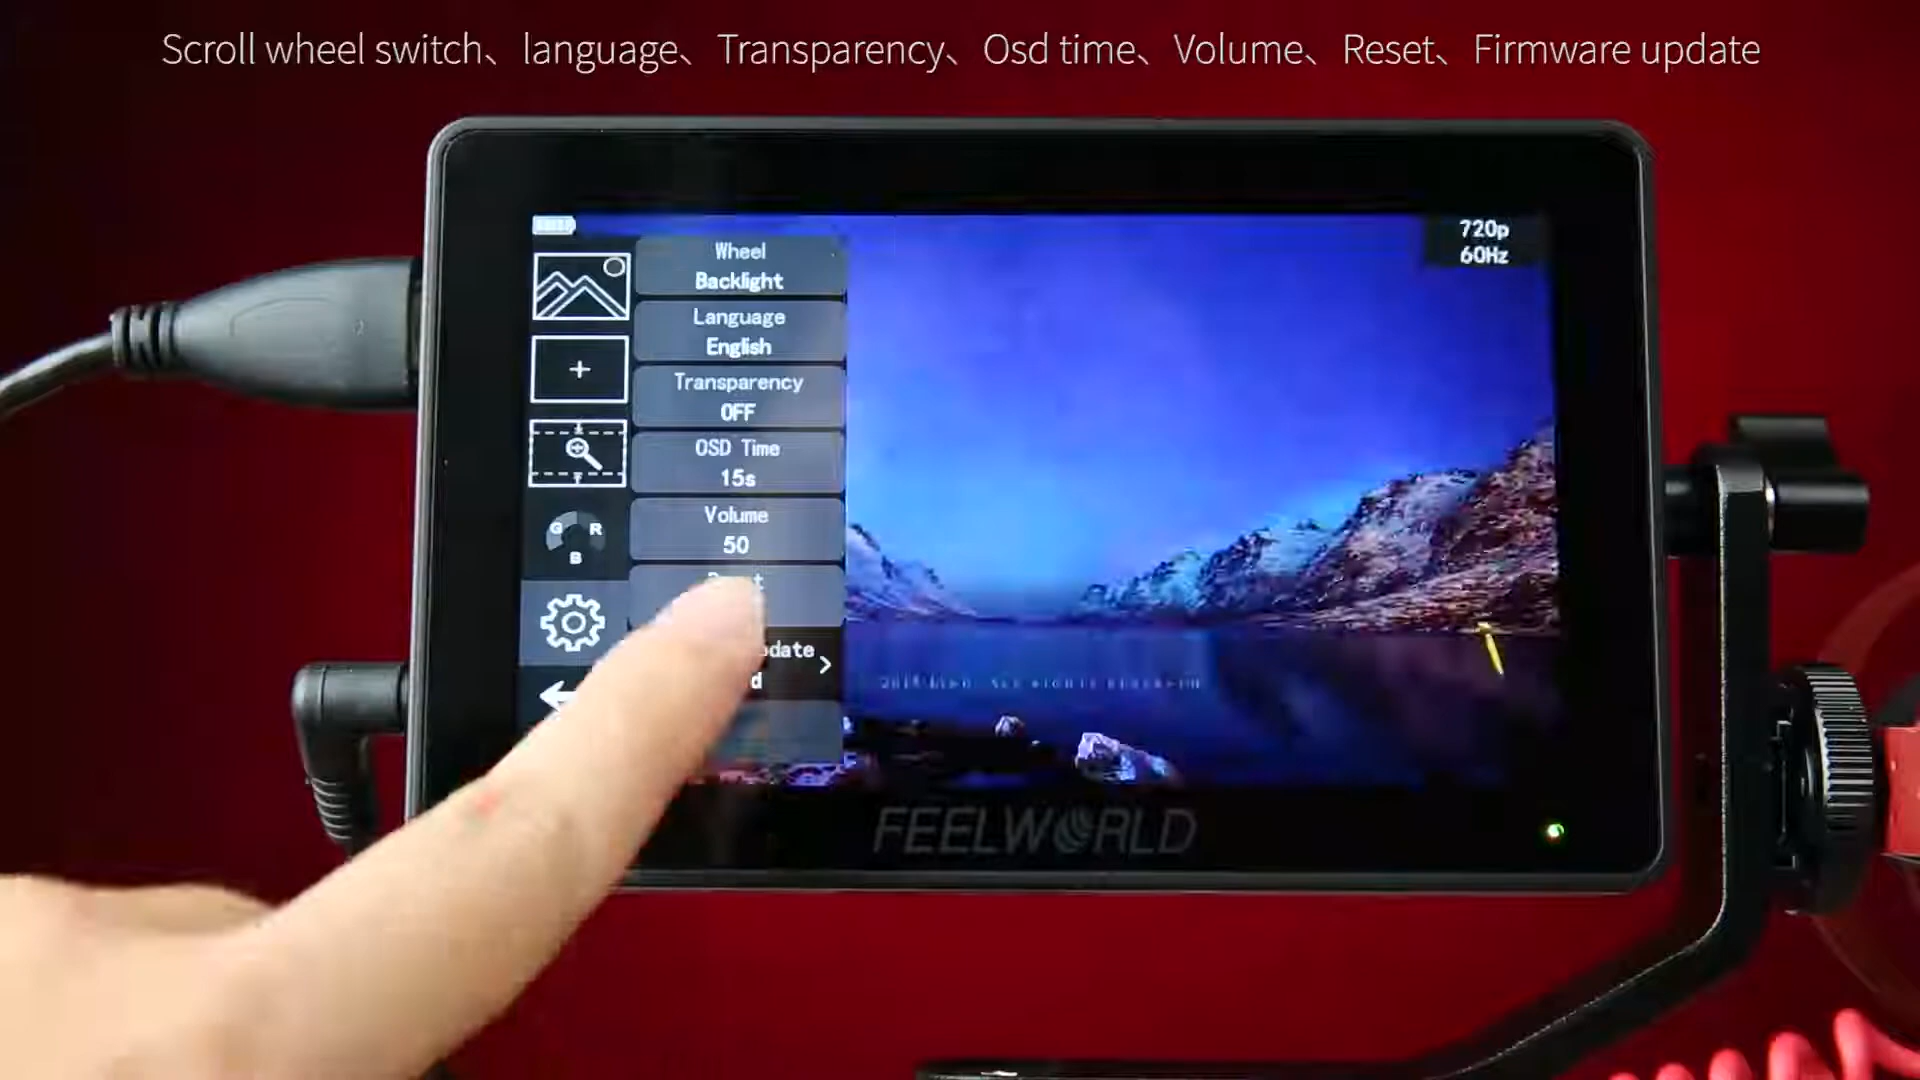 Scroll wheel switch、language、Transparency、Osd time、Volume、Reset、Firmware update
720p
60Hz
Wheel
Backlight
Language
English
Transparency
OFF
OSD Time
15s
Volume
50
G R
B
FEELWORLD